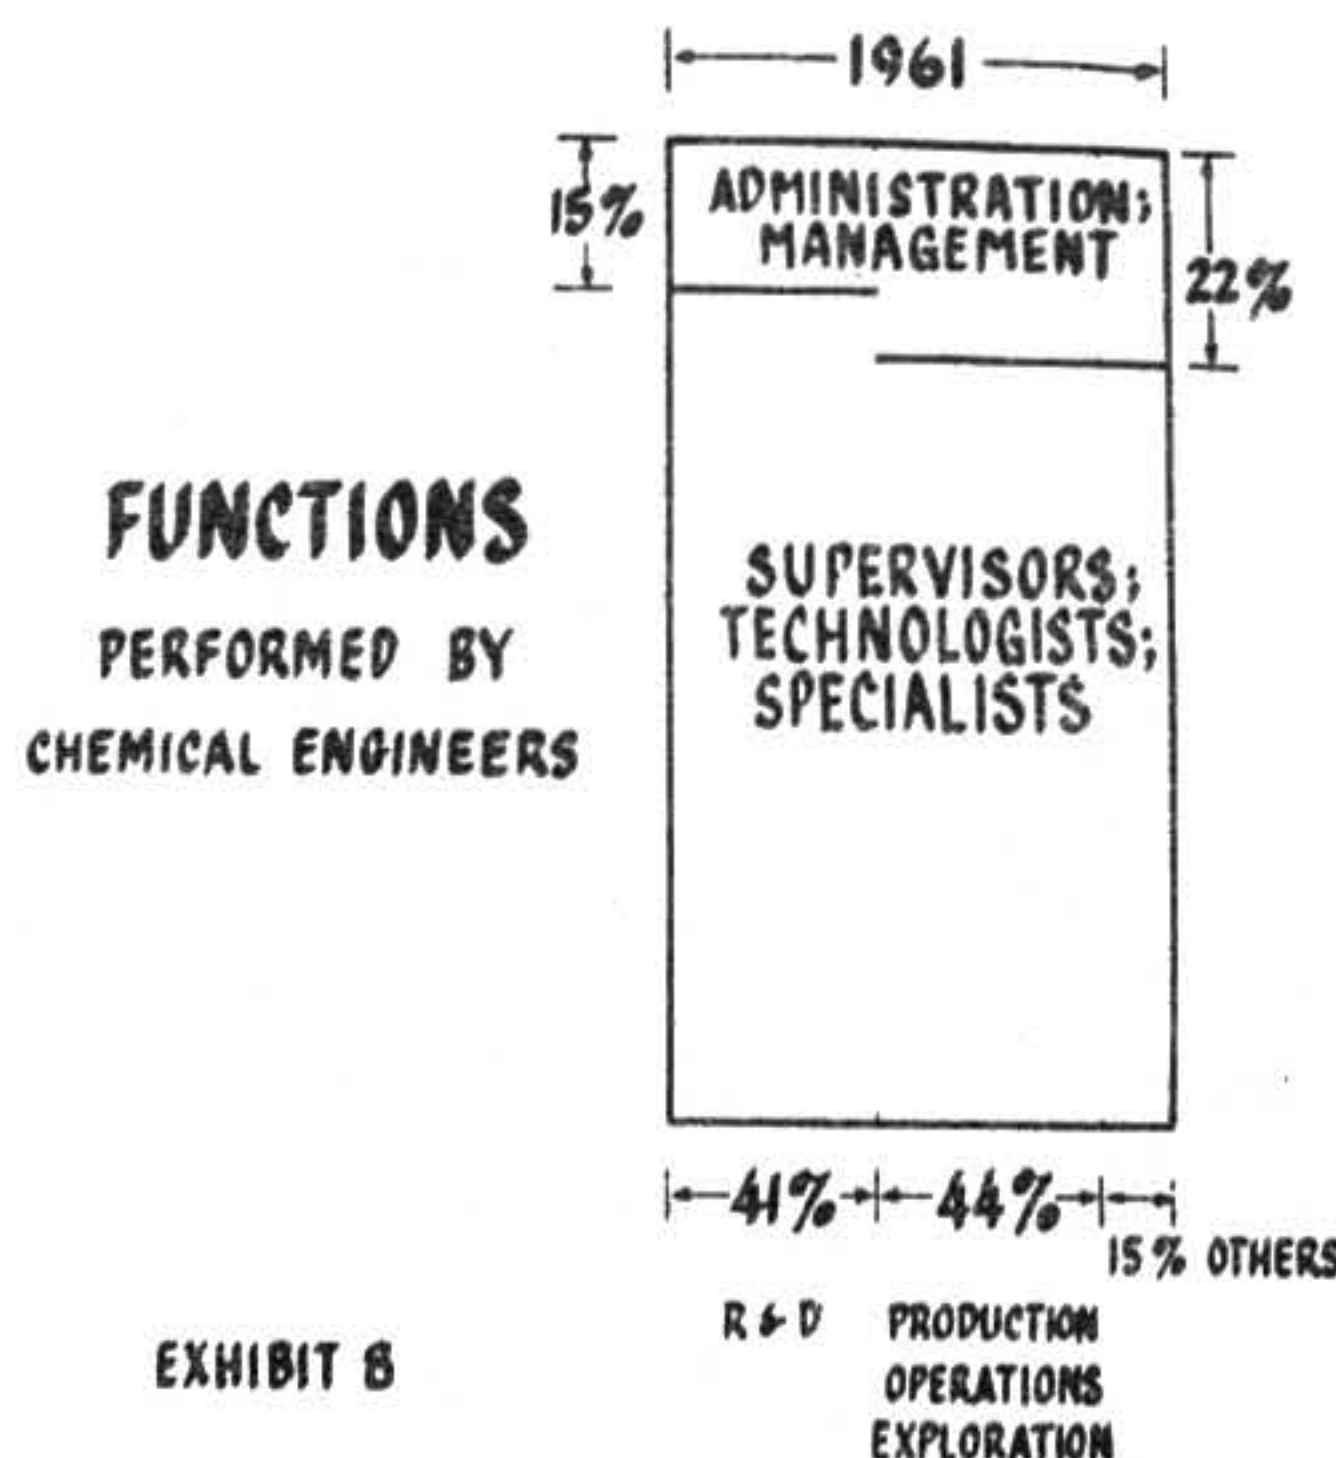 1961
15%
ADMINISTRATION;
MANAGEMENT
22%
FUNCTIONS
PERFORMED BY
CHEMICAL ENGINEERS
SUPERVISORS;
TECHNOLOGISTS;
SPECIALISTS
41% 44%
15% OTHERS
R & D PRODUCTION
OPERATIONS
EXPLORATION
EXHIBIT 8